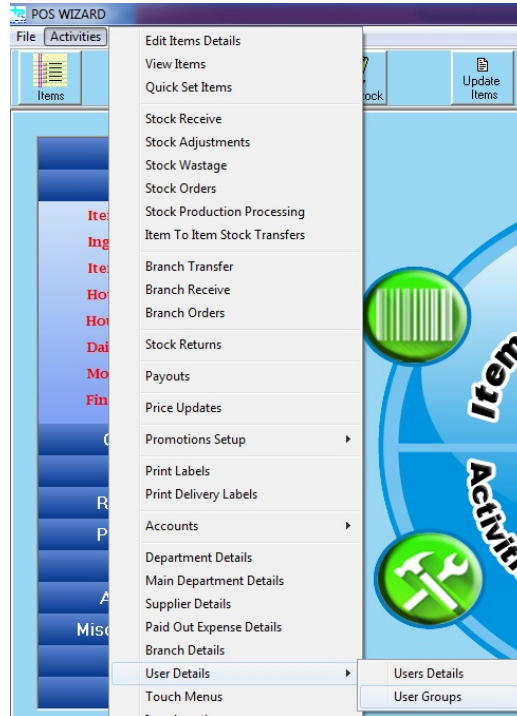 POS WIZARD
File Activities
Items
Update
Items
Edit Items Details
View Items
Quick Set Items
Stock Receive
Stock Adjustments
Stock Wastage
Stock Orders
Stock Production Processing
Item To Item Stock Transfers
Branch Transfer
Branch Receive
Branch Orders
Stock Returns
Payouts
Price Updates
Promotions Setup
Print Labels
Print Delivery Labels
Accounts
Department Details
Main Department Details
Supplier Details
Paid Out Expense Details
Branch Details
User Details
Touch Menus
Users Details
User Groups